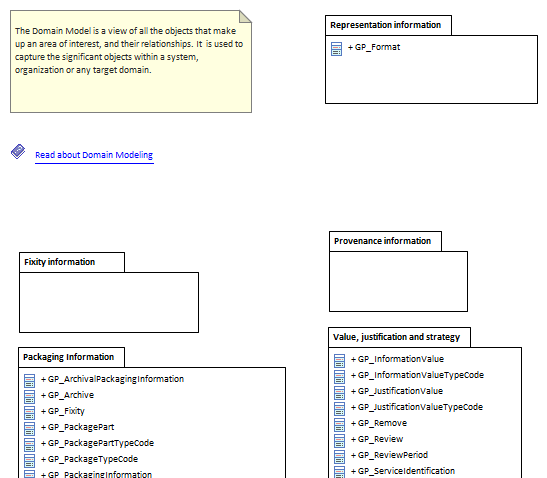 The Domain Model is a view of all the objects that make
up an area of interest, and their relationships. It is used to
capture the significant objects within a system,
organization or any target domain.
Read about Domain Modeling
Representation information
+ GP_Format
Fixity information
Provenance information
Packaging Information
+ GP_ArchivalPackagingInformation
+ GP_Archive
+ GP_Fixity
+ GP_PackagePart
+ GP_PackagePartTypeCode
+ GP_PackageTypeCode
+ GP_PackagingInformation
Value, justification and strategy
+ GP_InformationValue
+ GP_InformationValueTypeCode
+ GP_JustificationValue
+ GP_JustificationValueTypeCode
+ GP_Remove
+ GP_Review
+ GP_ReviewPeriod
+ GP_ServiceIdentification